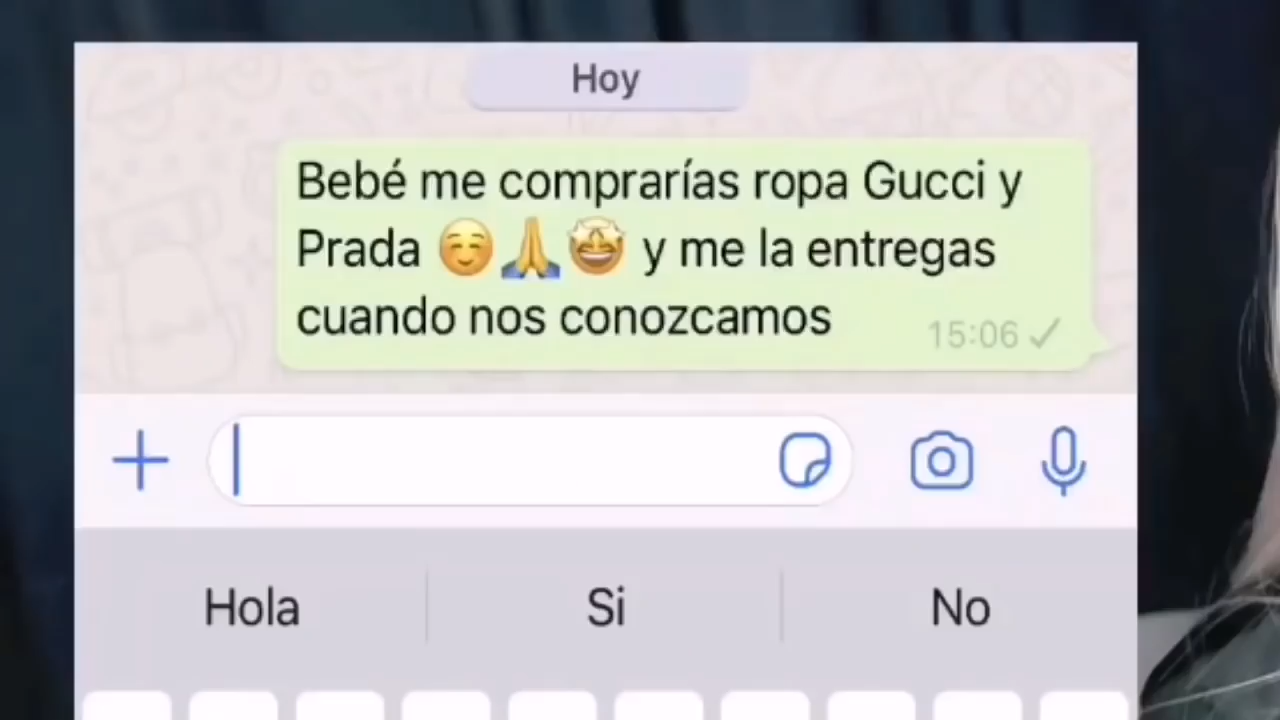 Hoy
Bebé me comprarías ropa Gucci y
Prada ☺️🙏🤩 y me la entregas
cuando nos conozcamos
15:06
Hola Si No